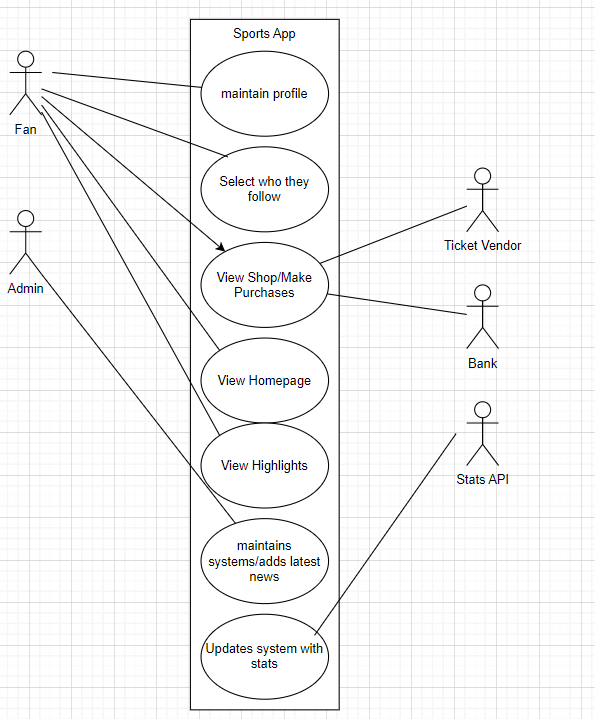 Sports App
maintain profile
Fan
Select who they
follow
Ticket Vendor
Admin
View Shop/Make
Purchases
Bank
View Homepage
View Highlights
Stats API
maintains
systems/adds latest
news
Updates system with
stats